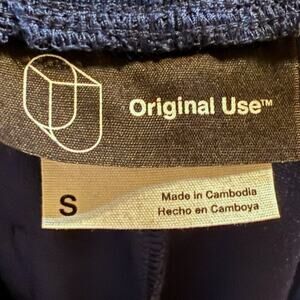 Original Use™
S
Made in Cambodia
Hecho en Camboya